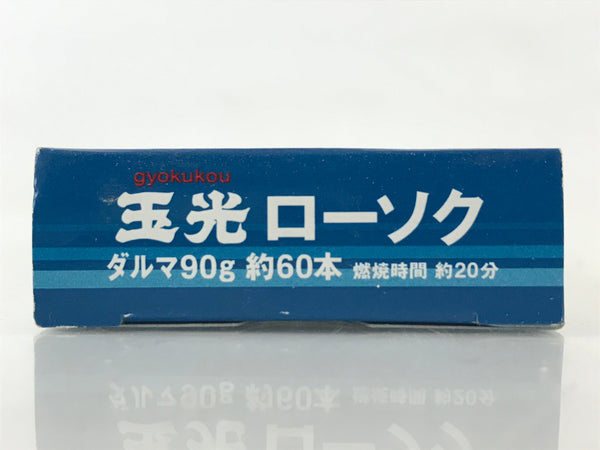 gyokukou
玉光 ローソク
ダルマ90g 約60本 燃焼時間 約20分